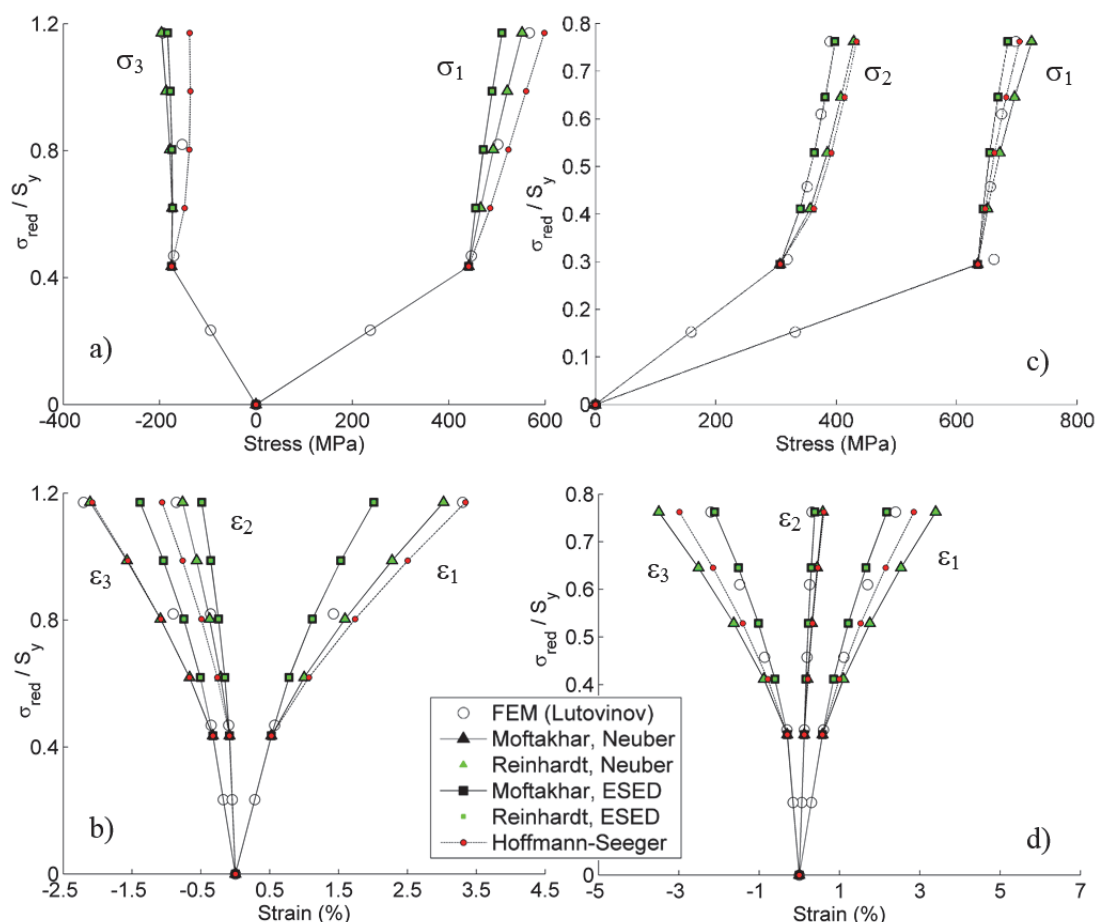 1.2
0.8
0.4
0
σred / Sy
σ3
σ1
a)
-400
-200
0
200
400
600
Stress (MPa)
0.8
0.7
0.6
0.5
0.4
0.3
0.2
0.1
0
σred / Sy
σ2
σ1
c)
0
200
400
600
800
Stress (MPa)
1.2
0.8
0.4
0
σred / Sy
ε3
ε2
ε1
b)
-2.5
-1.5
-0.5
0.5
1.5
2.5
3.5
4.5
Strain (%)
0.8
0.7
0.6
0.5
0.4
0
σred / Sy
ε3
ε2
ε1
d)
-5
-3
-1
1
3
5
7
Strain (%)
FEM (Lutovinov)
Moftakhar, Neuber
Reinhardt, Neuber
Moftakhar, ESED
Reinhardt, ESED
Hoffmann-Seeger